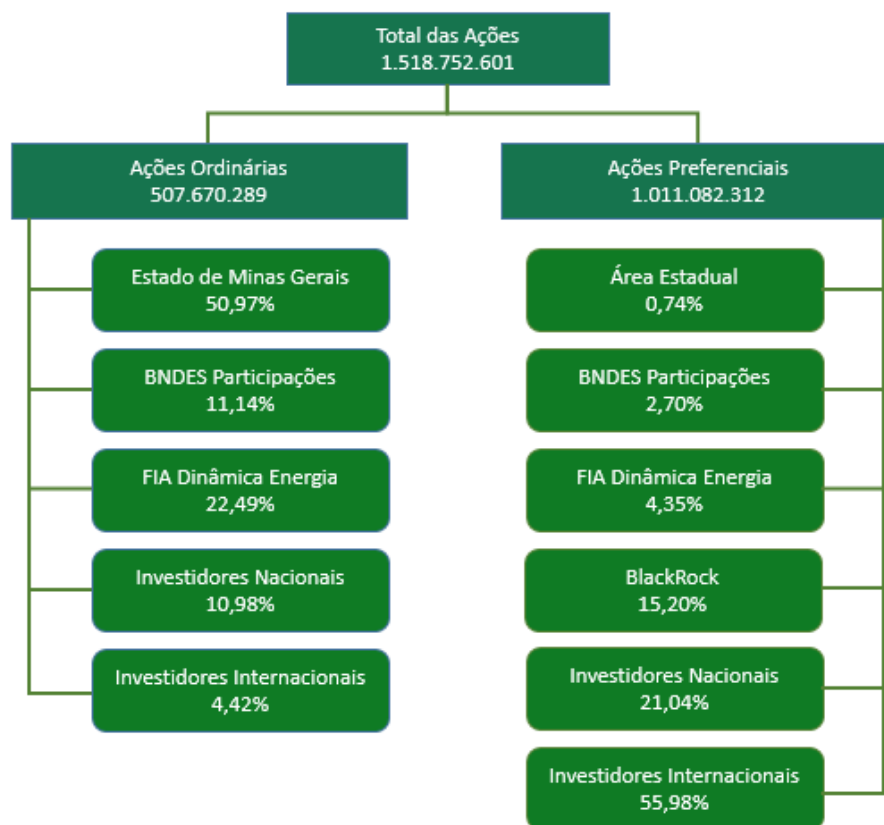 Total das Ações
1.518.752.601
Ações Ordinárias
507.670.289
Estado de Minas Gerais
50,97%
BNDES Participações
11,14%
FIA Dinâmica Energia
22,49%
Investidores Nacionais
10,98%
Investidores Internacionais
4,42%
Ações Preferenciais
1.011.082.312
Área Estadual
0,74%
BNDES Participações
2,70%
FIA Dinâmica Energia
4,35%
BlackRock
15,20%
Investidores Nacionais
21,04%
Investidores Internacionais
55,98%